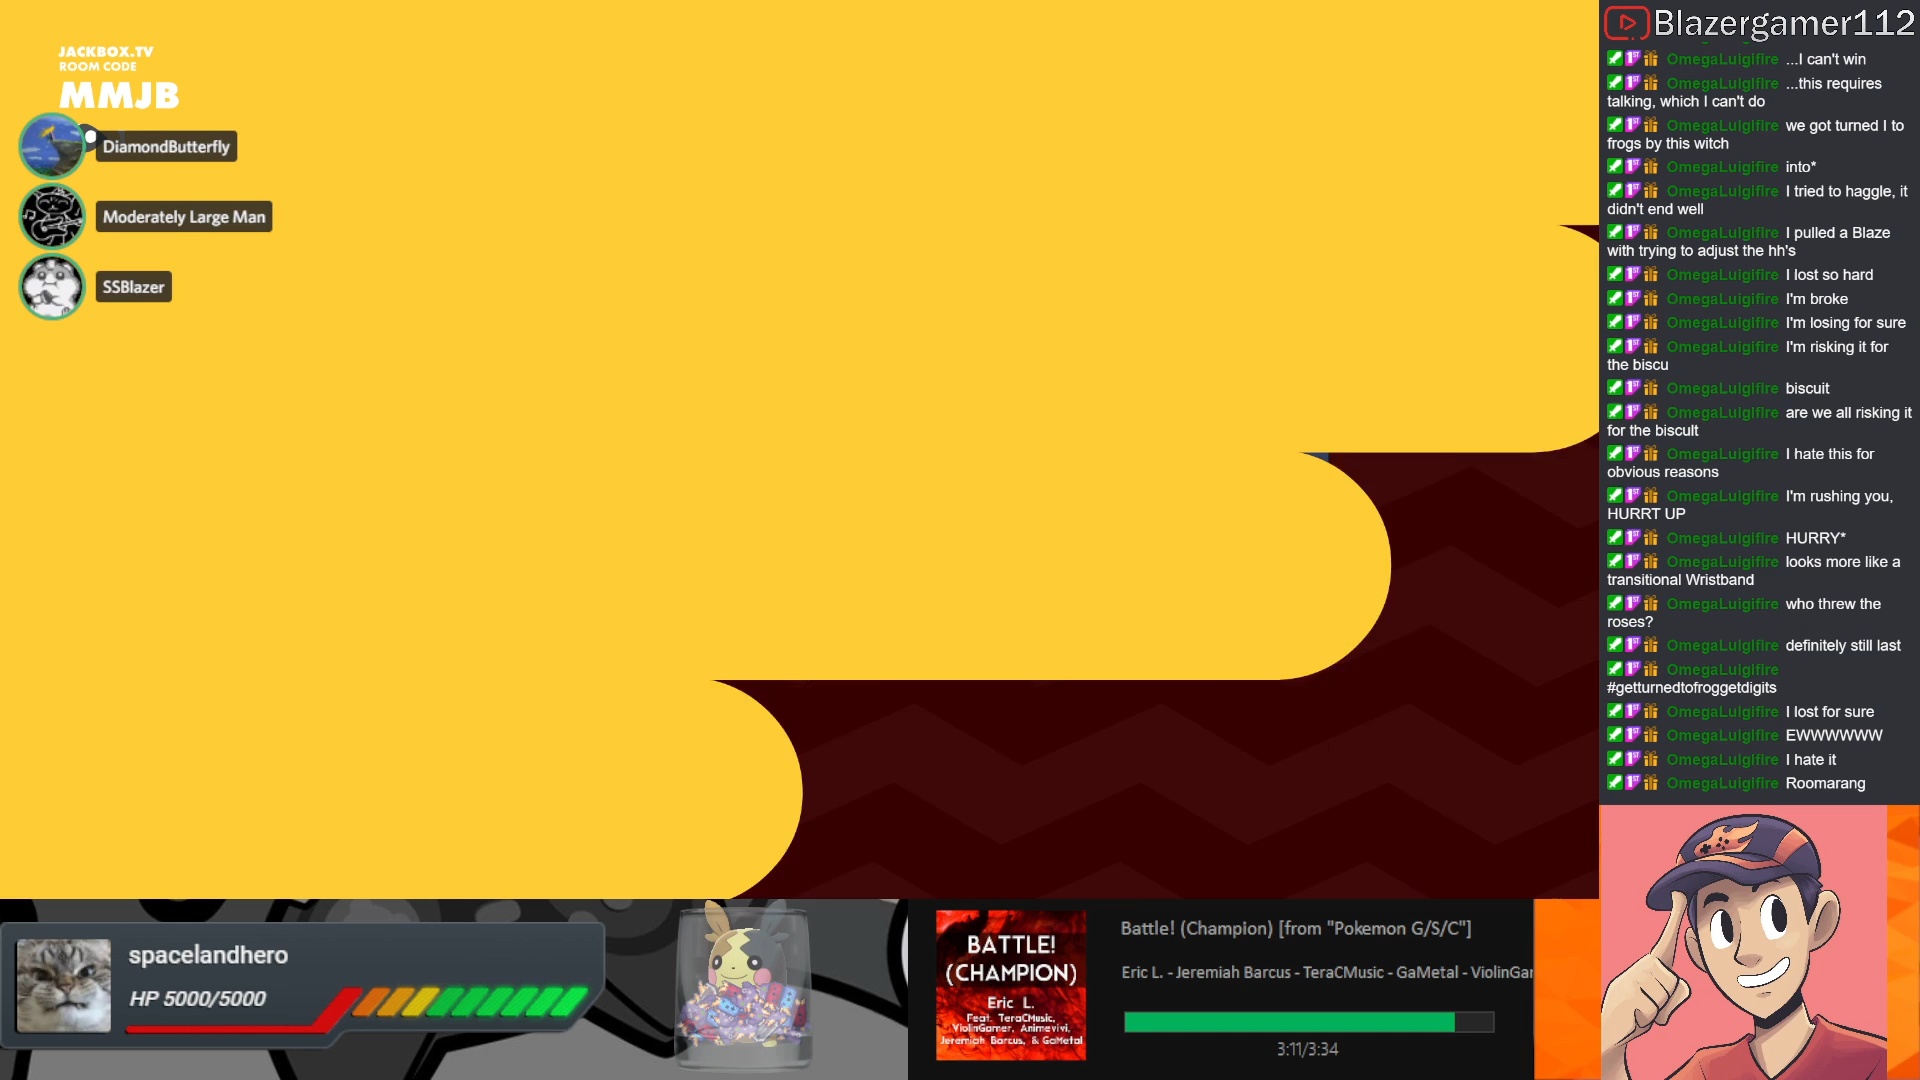 JACKBOX.TV
ROOM CODE
MMJB
DiamondButterfly
Moderately Large Man
SSBlazer
Blazergamer112
OmegaLuigifire ...I can't win
OmegaLuigifire ...this requires
talking, which I can't do
OmegaLuigifire we got turned I to
frogs by this witch
OmegaLuigifire into*
OmegaLuigifire I tried to haggle, it
didn't end well
OmegaLuigifire I pulled a Blaze
with trying to adjust the hh's
OmegaLuigifire I lost so hard
OmegaLuigifire I'm broke
OmegaLuigifire I'm losing for sure
OmegaLuigifire I'm risking it for
the biscu
OmegaLuigifire biscuit
OmegaLuigifire are we all risking it
for the biscuit
OmegaLuigifire I hate this for
obvious reasons
OmegaLuigifire I'm rushing you,
HURRT UP
OmegaLuigifire HURRY*
OmegaLuigifire looks more like a
transitional Wristband
OmegaLuigifire who threw the
roses?
OmegaLuigifire definitely still last
OmegaLuigifire
#getturnedtofroggetdigits
OmegaLuigifire I lost for sure
OmegaLuigifire EWWWWWW
OmegaLuigifire I hate it
OmegaLuigifire Roomarang
spacelandhero
HP 5000/5000
BATTLE!
(CHAMPION)
Eric L.
Feat. TeraCMusic,
ViolinGamer, Animevivi,
Jeremiah Barcus, & GaMetal
Battle! (Champion) [from "Pokemon G/S/C"]
Eric L. - Jeremiah Barcus - TeraCMusic - GaMetal - ViolinGar
3:11/3:34